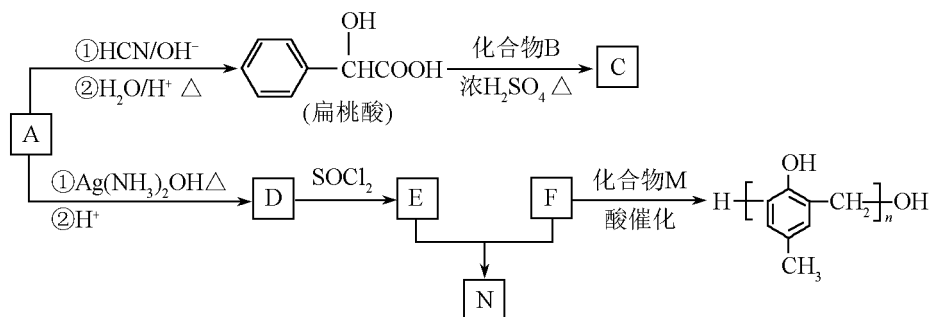 OH
①HCN/OH⁻
②H₂O/H⁺ △
CHCOOH
(扁桃酸)
化合物B
浓H₂SO₄ △
C
A
①Ag(NH₃)₂OH△
②H⁺
D
SOCl₂
E
F
化合物M
酸催化
OH
H
CH₂
n
OH
CH₃
N